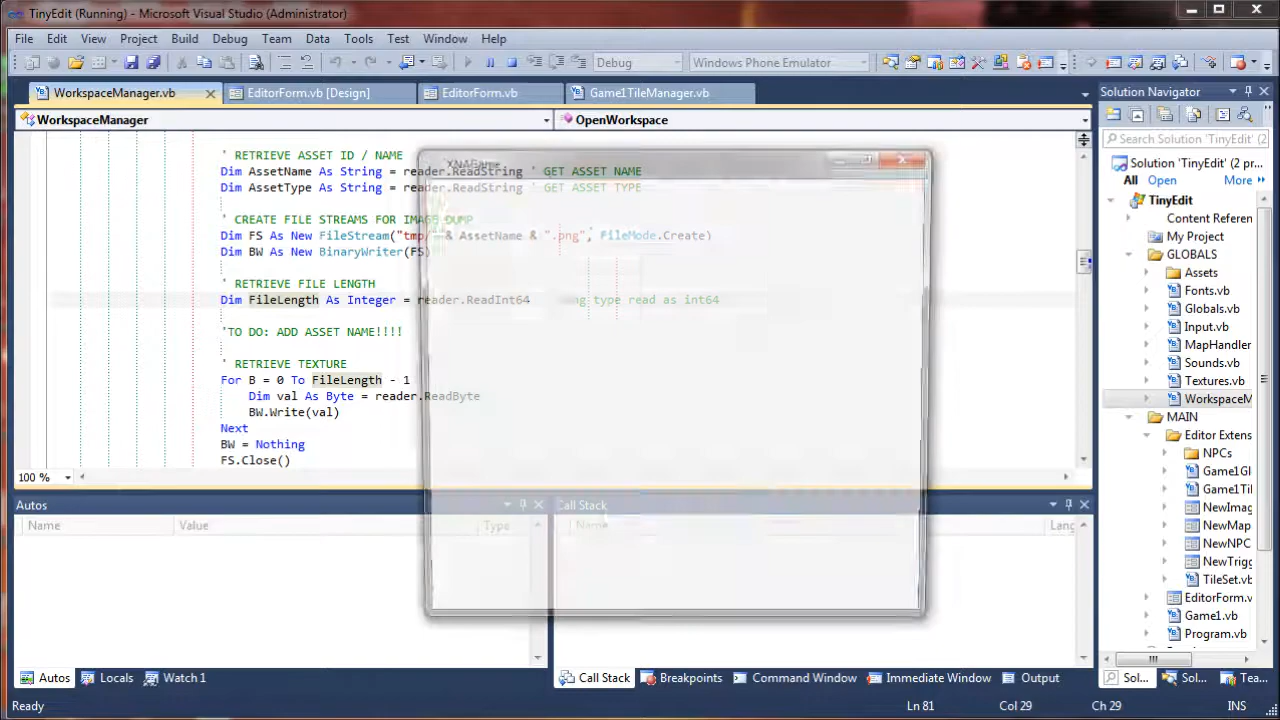 TinyEdit (Running) - Microsoft Visual Studio (Administrator)
File Edit View Project Build Debug Team Data Tools Test Window Help
Debug Windows Phone Emulator
WorkspaceManager.vb EditorForm.vb [Design] EditorForm.vb Game1TileManager.vb
WorkspaceManager OpenWorkspace
' RETRIEVE ASSET ID / NAME
Dim AssetName As String = reader.ReadString ' GET ASSET NAME
Dim AssetType As String = reader.ReadString ' GET ASSET TYPE
' CREATE FILE STREAMS FOR IMAGE DUMP
Dim FS As New FileStream("tmp/" & AssetName & ".png", FileMode.Create)
Dim BW As New BinaryWriter(FS)
' RETRIEVE FILE LENGTH
Dim FileLength As Integer = reader.ReadInt64 type read as int64
'TO DO: ADD ASSET NAME!!!!
' RETRIEVE TEXTURE
For B = 0 To FileLength - 1
Dim val As Byte = reader.ReadByte
BW.Write(val)
Next
BW = Nothing
FS.Close()
100 %
XNAGame
Autos
Name Value Type
Call Stack
Name Lang
Autos Locals Watch 1
Call Stack Breakpoints Command Window Immediate Window Output
Solution Navigator
Search Solution 'TinyEdit'
Solution 'TinyEdit' (2 pr
All Open More
TinyEdit
Content Referen
My Project
GLOBALS
Assets
Fonts.vb
Globals.vb
Input.vb
MapHandler
Sounds.vb
Textures.vb
WorkspaceM
MAIN
Editor Extens
NPCs
Game1Gl
Game1Til
NewImag
NewMap
NewNPC
NewTrigg
TileSet.vb
EditorForm.v
Game1.vb
Program.vb
Sol... Sol... Tea...
Ready Ln 81 Col 29 Ch 29 INS